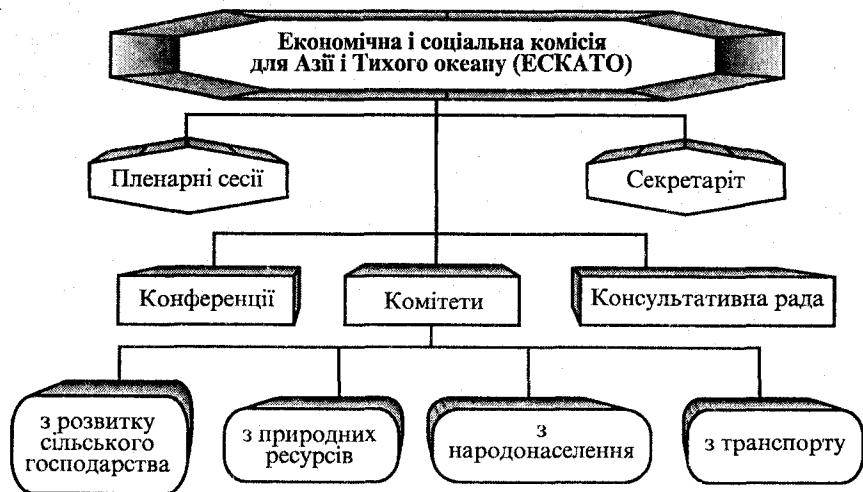 Економічна і соціальна комісія
для Азії і Тихого океану (ЕСКАТО)
Пленарні сесії
Секретаріт
Конференції
Комітети
Консультативна рада
з розвитку
сільського
господарства
з природних
ресурсів
з
народонаселення
з транспорту